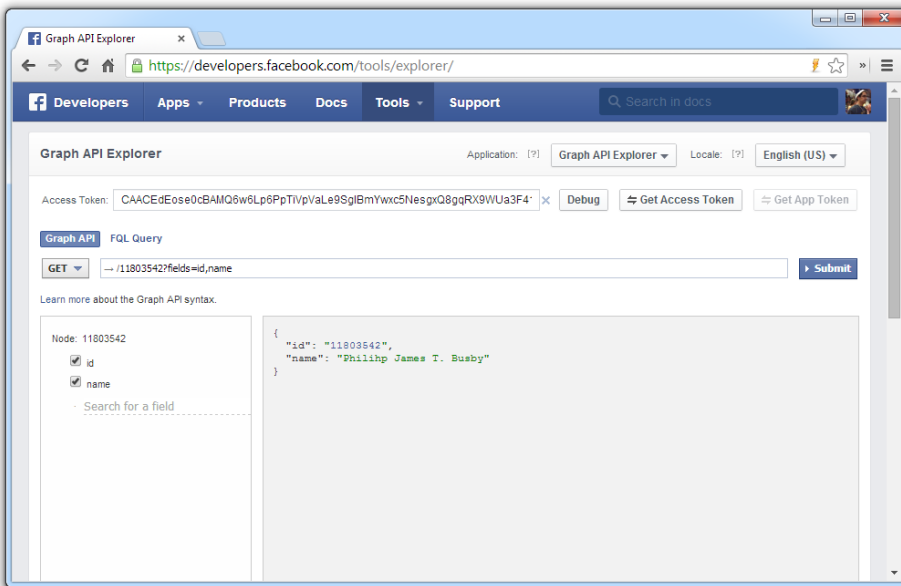 Graph API Explorer
https://developers.facebook.com/tools/explorer/
Developers Apps Products Docs Tools Support Search in docs
Graph API Explorer Application: [?] Graph API Explorer Locale: [?] English (US)
Access Token: CAACEdEose0cBAMQ6w6Lp6PpTiVpVaLe9SgIBmYwxc5NesgxQ8gqRX9WUa3F4 Debug Get Access Token Get App Token
Graph API FQL Query
GET → /11803542?fields=id,name Submit
Learn more about the Graph API syntax.
Node: 11803542
id
name
Search for a field
{
"id": "11803542",
"name": "Philihp James T. Busby"
}